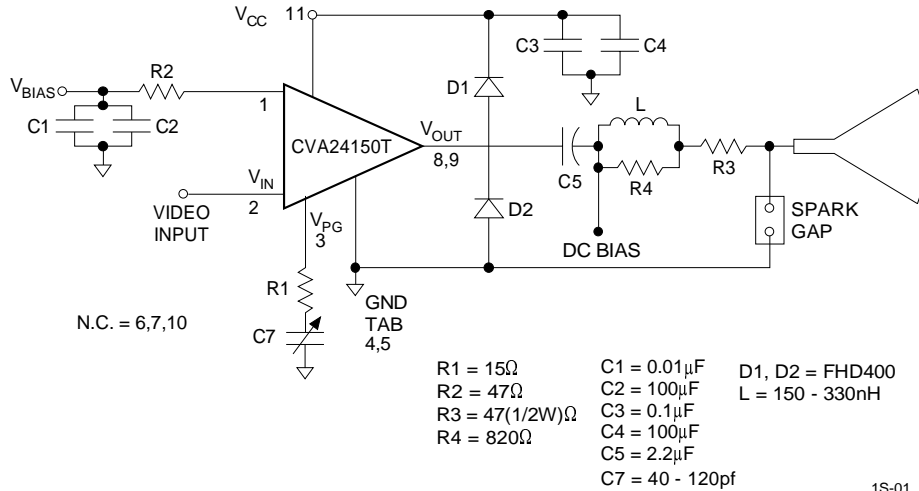 VCC 11
C3
C4
D1
VBIAS
R2
L
1
C1
C2
CVA24150T
VOUT
8,9
R3
C5
R4
VIN
2
D2
SPARK
GAP
VIDEO
INPUT
VPG
3
DC BIAS
R1
GND
TAB
4,5
N.C. = 6,7,10
C7
R1 = 15Ω
R2 = 47Ω
R3 = 47(1/2W)Ω
R4 = 820Ω
C1 = 0.01µF
C2 = 100µF
C3 = 0.1µF
C4 = 100µF
C5 = 2.2µF
C7 = 40 - 120pf
D1, D2 = FHD400
L = 150 - 330nH
1S-01